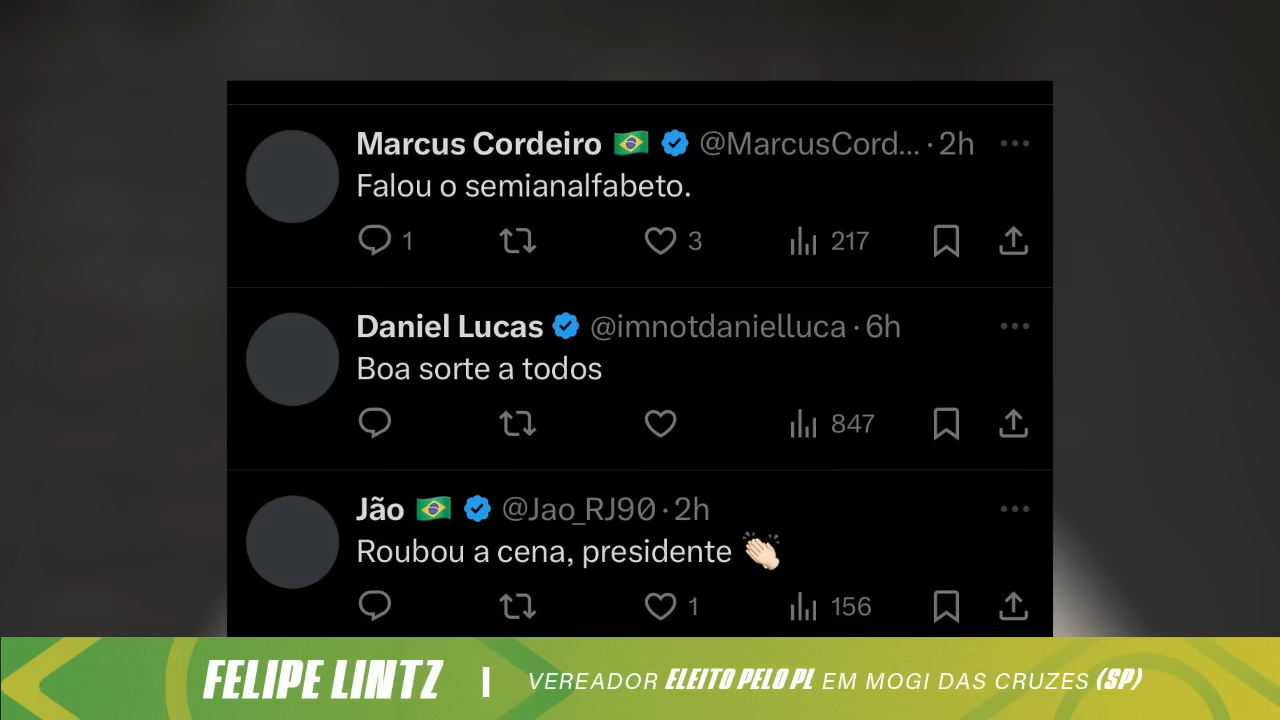 Marcus Cordeiro 🇧🇷 @MarcusCord... · 2h
Falou o semianalfabeto.
1 3 217
Daniel Lucas @imnotdanielluca · 6h
Boa sorte a todos
847
Jão 🇧🇷 @Jao_RJ90 · 2h
Roubou a cena, presidente 👏🏻
1 156
FELIPE LINTZ | VEREADOR ELEITO PELO PL EM MOGI DAS CRUZES (SP)